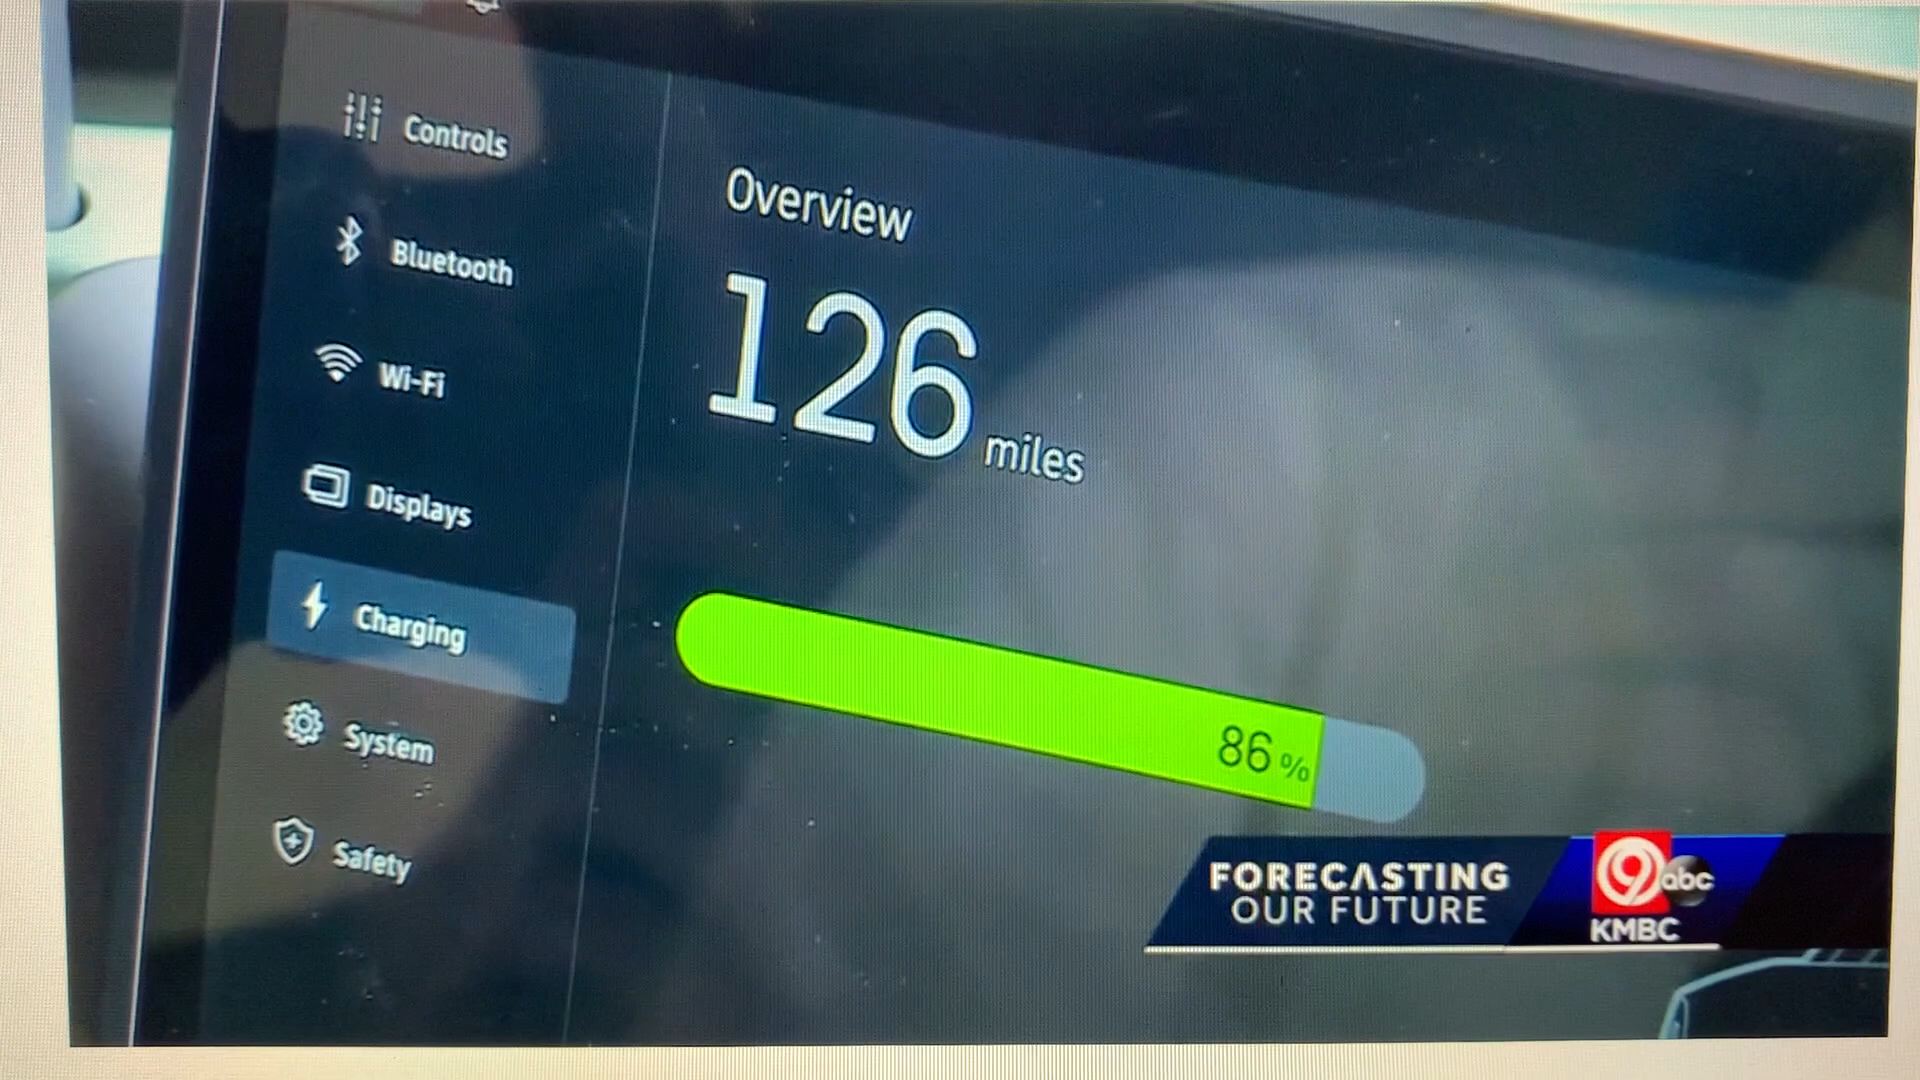 Controls
Bluetooth
Wi-Fi
Displays
Charging
System
Safety
Overview
126 miles
86 %
FORECASTING
OUR FUTURE
9 abc
KMBC